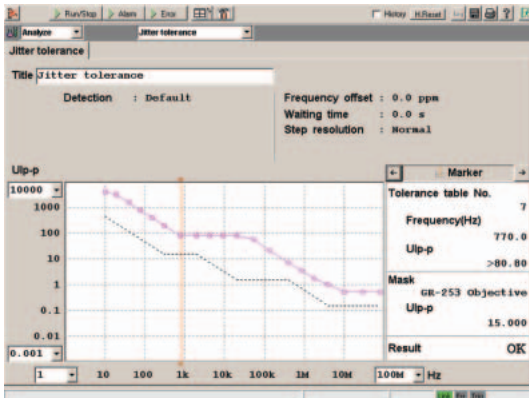 Run/Stop Alarm Error History H.Reset
Analyze Jitter tolerance
Jitter tolerance
Title Jitter tolerance
Detection : Default
Frequency offset : 0.0 ppm
Waiting time : 0.0 s
Step resolution : Normal
UIp-p
Marker
10000
1000
100
10
1
0.1
0.01
0.001
Tolerance table No.
7
Frequency(Hz)
770.0
UIp-p
>80.80
Mask
GR-253 Objective
UIp-p
15.000
Result OK
1 10 100 1k 10k 100k 1M 10M 100M Hz